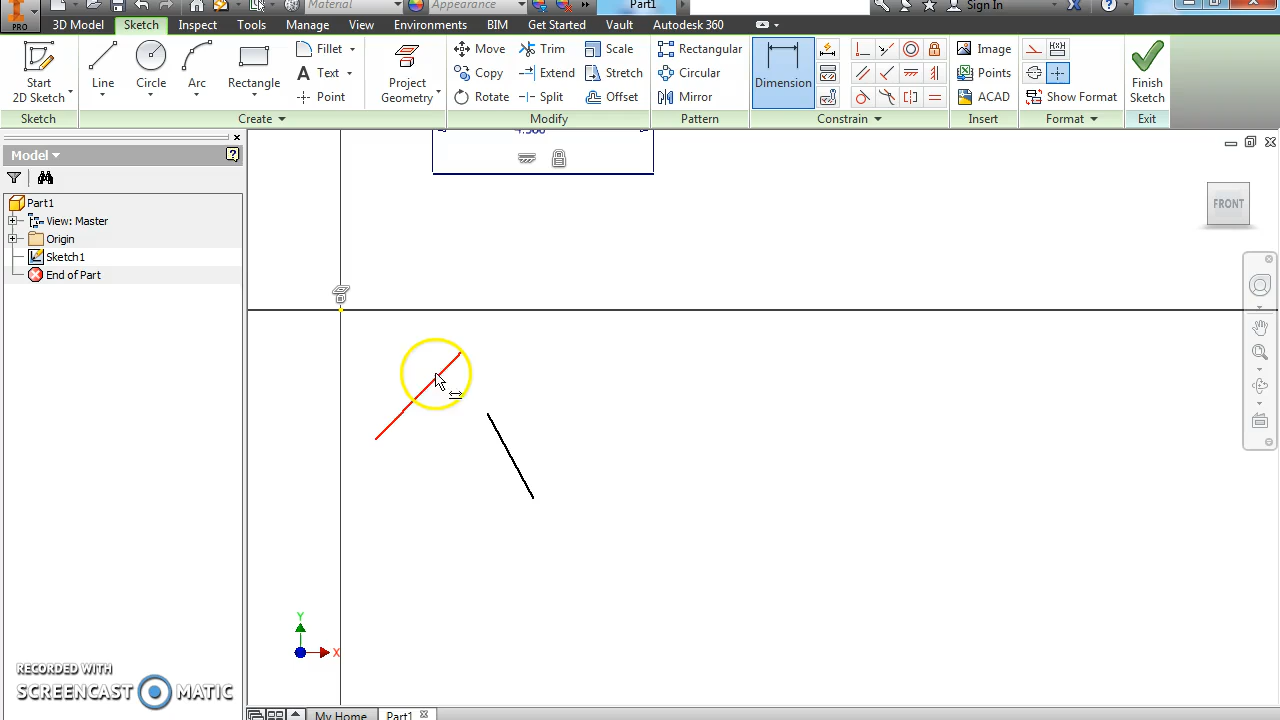 Material Appearance Part1 Sign In
PRO Sketch Inspect Tools Manage View Environments BIM Get Started Vault Autodesk 360
3D Model
Start 2D Sketch Line Circle Arc Rectangle Fillet Text Point Project Geometry Move Copy Rotate Trim Extend Split Scale Stretch Offset Rectangular Circular Mirror Dimension Image Points ACAD Show Format Finish Sketch
Sketch Create Modify Pattern Constrain Insert Format Exit
Model
Part1
View: Master
Origin
Sketch1
End of Part
FRONT
Y
X
RECORDED WITH
SCREENCAST MATIC
My Home Part1